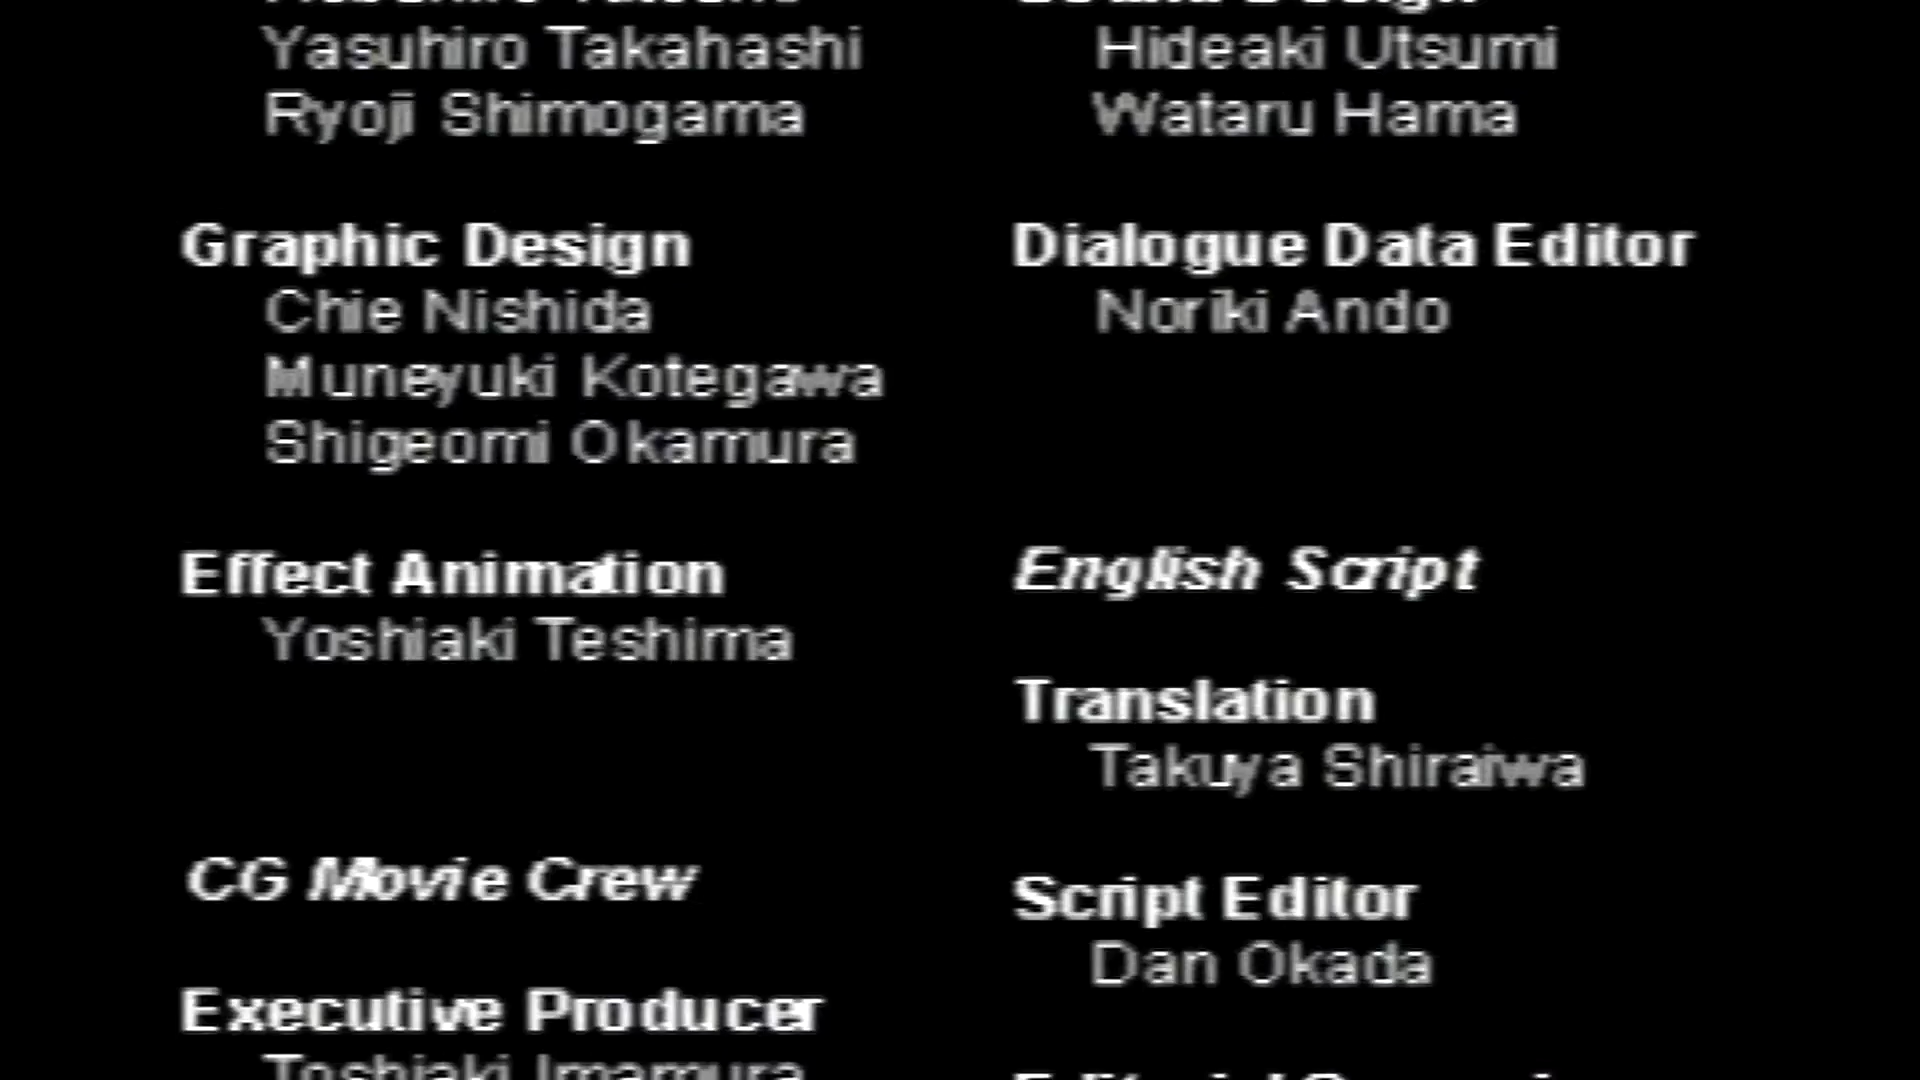 Yasuhiro Takahashi
Ryoji Shimogama
Graphic Design
Chie Nishida
Muneyuki Kotegawa
Shigeomi Okamura
Effect Animation
Yoshiaki Teshima
CG Movie Crew
Executive Producer
Toshiaki Imamura
Hideaki Utsumi
Wataru Hama
Dialogue Data Editor
Noriki Ando
English Script
Translation
Takuya Shiraiwa
Script Editor
Dan Okada